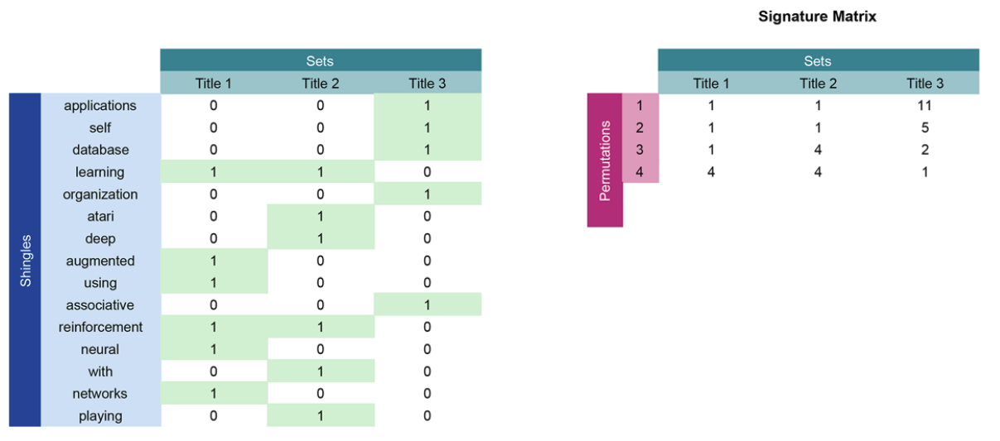 Signature Matrix
Sets
Title 1 Title 2 Title 3
Shingles
applications 0 0 1
self 0 0 1
database 0 0 1
learning 1 1 0
organization 0 0 1
atari 0 1 0
deep 0 1 0
augmented 1 0 0
using 1 0 0
associative 0 0 1
reinforcement 1 1 0
neural 1 0 0
with 0 1 0
networks 1 0 0
playing 0 1 0
Sets
Title 1 Title 2 Title 3
Permutations
1 1 1 11
2 1 1 5
3 1 4 2
4 4 4 1